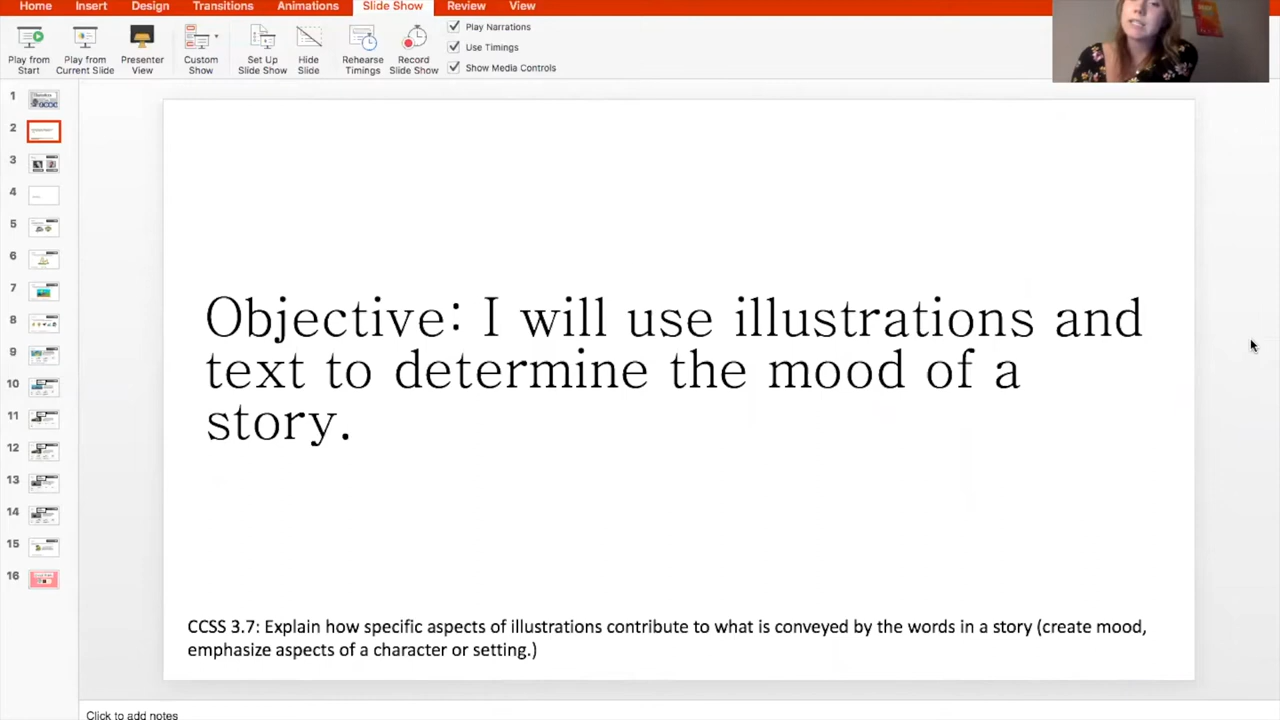 Home Insert Design Transitions Animations Slide Show Review View
Play from Start
Play from Current Slide
Presenter View
Custom Show
Set Up Slide Show
Hide Slide
Rehearse Timings
Record Slide Show
Play Narrations
Use Timings
Show Media Controls
1
2
3
4
5
6
7
8
9
10
11
12
13
14
15
16
Objective: I will use illustrations and
text to determine the mood of a
story.
CCSS 3.7: Explain how specific aspects of illustrations contribute to what is conveyed by the words in a story (create mood,
emphasize aspects of a character or setting.)
Click to add notes